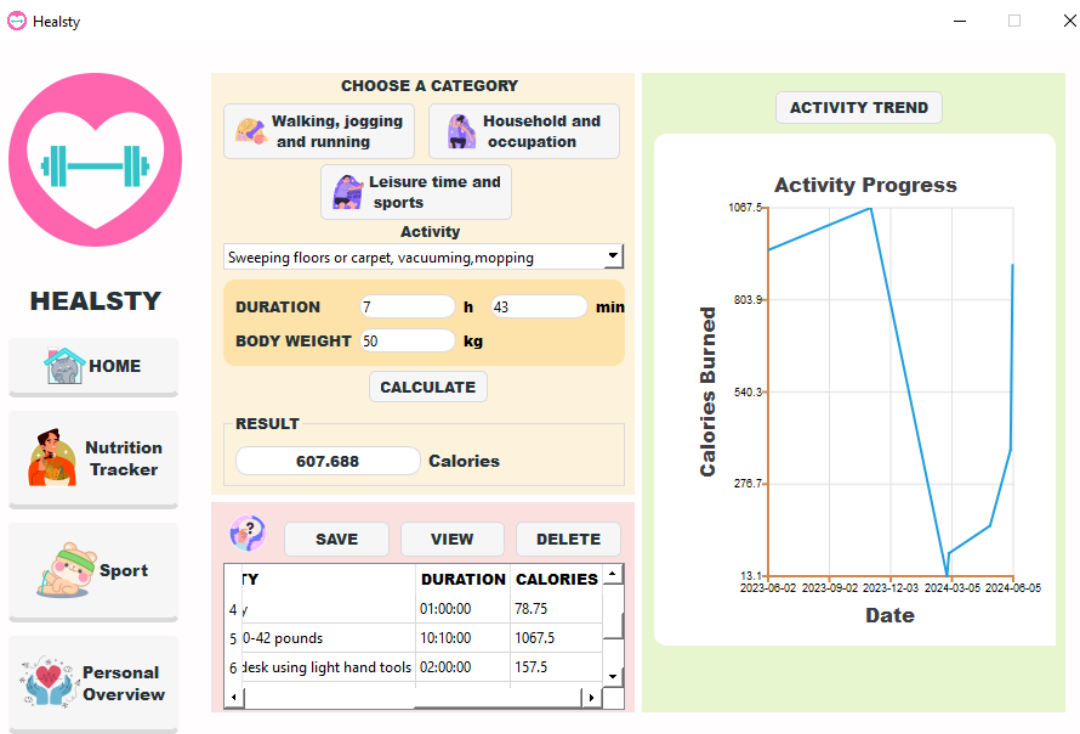 Healsty
HEALSTY
HOME
Nutrition
Tracker
Sport
Personal
Overview
CHOOSE A CATEGORY
Walking, jogging
and running
Household and
occupation
Leisure time and
sports
Activity
Sweeping floors or carpet, vacuuming,mopping
DURATION 7 h 43 min
BODY WEIGHT 50 kg
CALCULATE
RESULT
607.688 Calories
?
SAVE VIEW DELETE
TY DURATION CALORIES
4 y 01:00:00 78.75
5 0-42 pounds 10:10:00 1067.5
6 desk using light hand tools 02:00:00 157.5
ACTIVITY TREND
Activity Progress
1067.5
803.9
540.3
276.7
13.1
Calories Burned
2023-06-02 2023-09-02 2023-12-03 2024-03-05 2024-06-05
Date